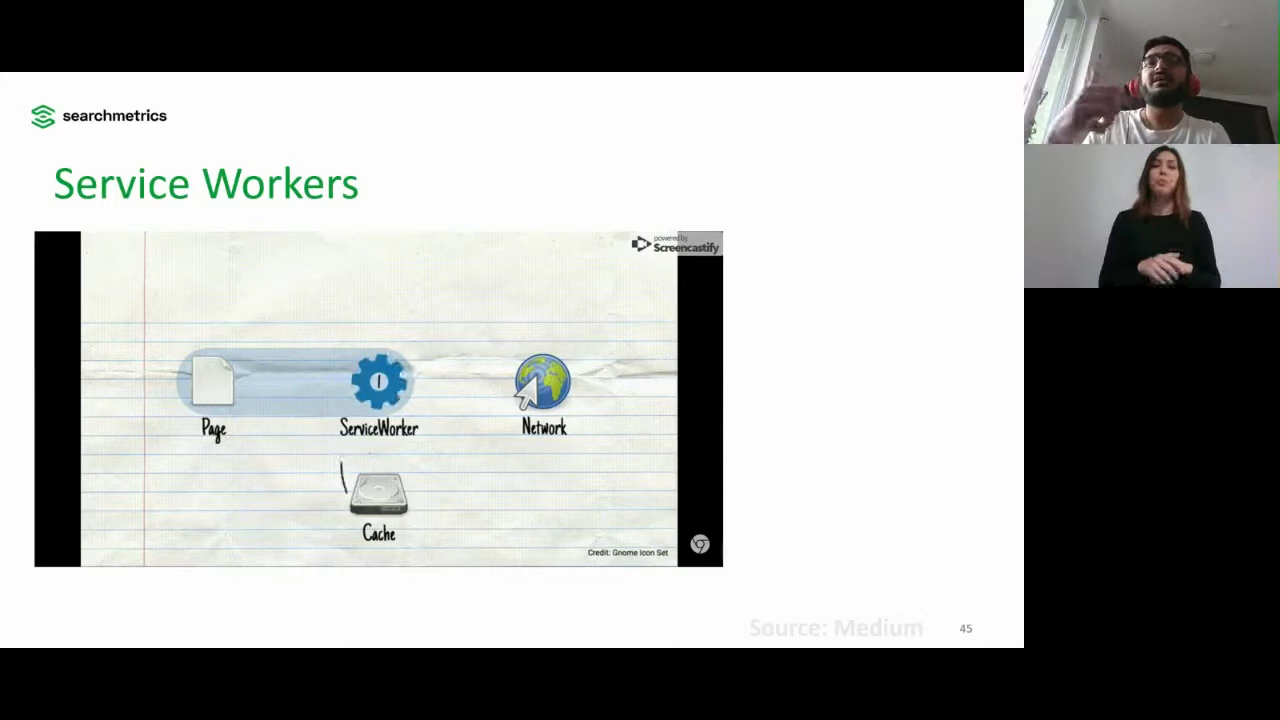 searchmetrics
Service Workers
powered by
Screencastify
Page
ServiceWorker
Network
Cache
Credit: Gnome Icon Set
Source: Medium
45